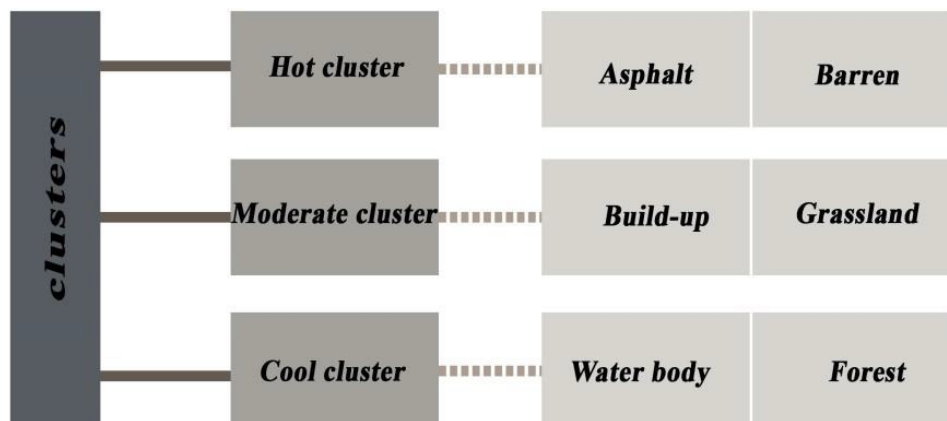 clusters
Hot cluster
Asphalt
Barren
Moderate cluster
Build-up
Grassland
Cool cluster
Water body
Forest